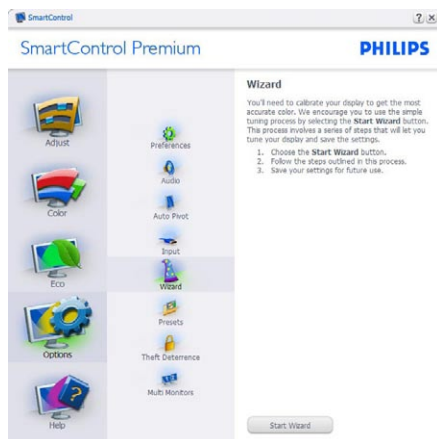 SmartControl
SmartControl Premium
PHILIPS
Adjust
Color
Eco
Options
Help
Preferences
Audio
Auto Pivot
Input
Wizard
Presets
Theft Deterrence
Multi Monitors
Wizard
You'll need to calibrate your display to get the most
accurate color. We encourage you to use the simple
tuning process by selecting the Start Wizard button.
This process involves a series of steps that will let you
tune your display and save the settings.
1. Choose the Start Wizard button.
2. Follow the steps outlined in this process.
3. Save your settings for future use.
Start Wizard